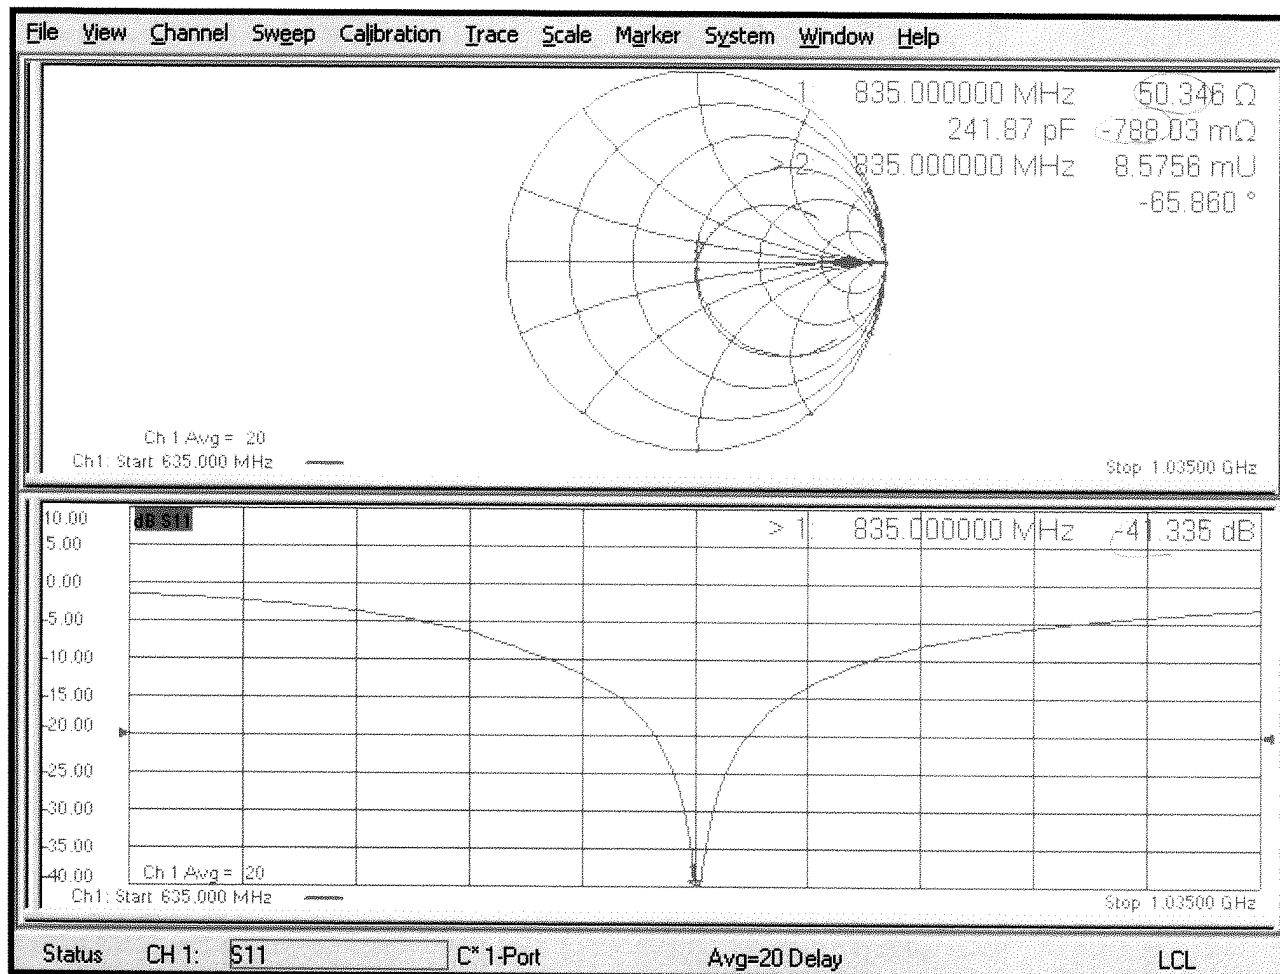 File View Channel Sweep Calibration Trace Scale Marker System Window Help
1: 835.000000 MHz 50.346 Ω
241.87 pF -788.03 mΩ
> 2: 835.000000 MHz 8.5756 mU
-65.860 °
Ch 1 Avg = 20
Ch1: Start 635.000 MHz
Stop 1.03500 GHz
10.00
dB S11
> 1: 835.000000 MHz -41.335 dB
5.00
0.00
-5.00
-10.00
-15.00
-20.00
-25.00
-30.00
-35.00
-40.00
Ch 1 Avg = 20
Ch1: Start 635.000 MHz
Stop 1.03500 GHz
Status CH 1: S11 C* 1-Port Avg=20 Delay LCL